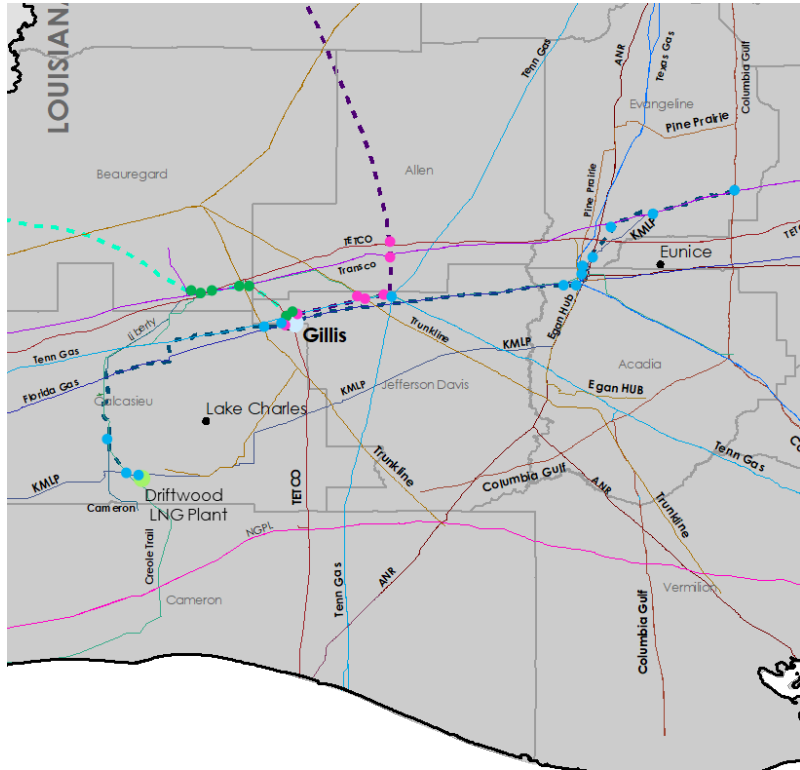 LOUISIANA
Tenn Gas
ANR
Texas Gas
Columbia Gulf
Evangeline
Pine Prairie
Beauregard
Allen
Pine Prairie
KMLP
TETCO
Transco
Eunice
Liberty
Gillis
Egan Hub
Trunkline
Tenn Gas
KMLP
Acadia
Florida Gas
KMLP
Jefferson Davis
Egan HUB
Calcasieu
Lake Charles
Trunkline
Tenn Gas
Columbia Gulf
KMLP
TETCO
ANR
Trunkline
Driftwood
LNG Plant
Cameron
NGPL
Creole Trail
ANR
Tenn Gas
Cameron
Vermilion
Columbia Gulf